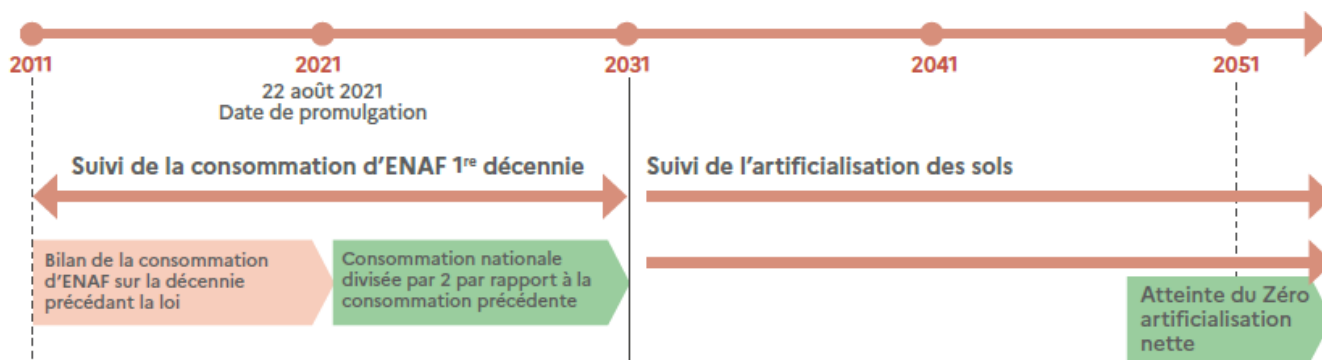 2011
2021
2031
2041
2051
22 août 2021
Date de promulgation
Suivi de la consommation d'ENAF 1re décennie
Suivi de l'artificialisation des sols
Bilan de la consommation
d'ENAF sur la décennie
précédant la loi
Consommation nationale
divisée par 2 par rapport à la
consommation précédente
Atteinte du Zéro
artificialisation
nette